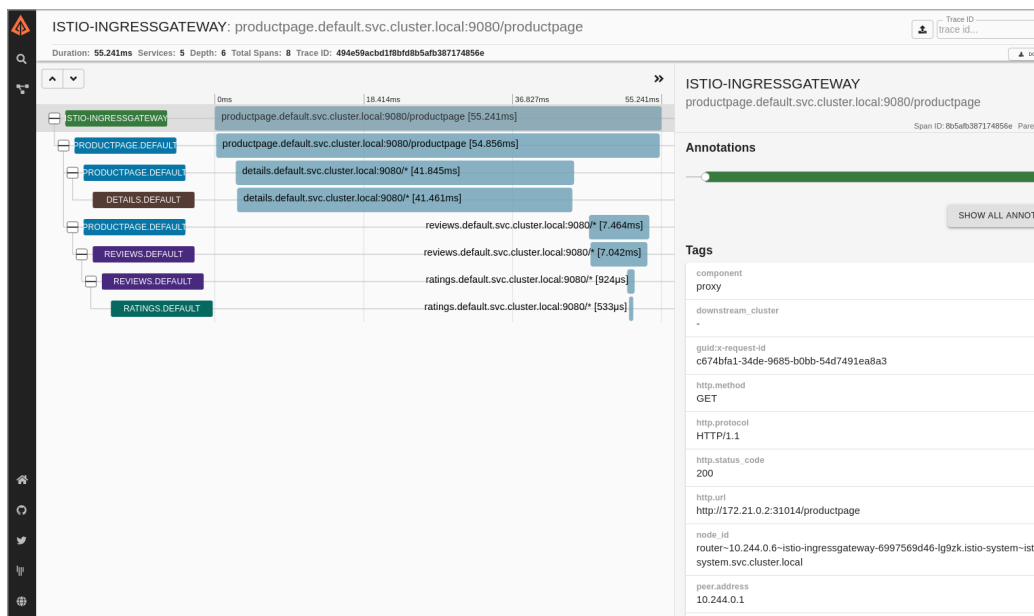 ISTIO-INGRESSGATEWAY: productpage.default.svc.cluster.local:9080/productpage
Trace ID
trace id...
Duration: 55.241ms Services: 5 Depth: 6 Total Spans: 8 Trace ID: 494e59acbd1f8bfd8b5afb387174856e
0ms 18.414ms 36.827ms 55.241ms
ISTIO-INGRESSGATEWAY productpage.default.svc.cluster.local:9080/productpage [55.241ms]
PRODUCTPAGE.DEFAULT productpage.default.svc.cluster.local:9080/productpage [54.856ms]
PRODUCTPAGE.DEFAULT details.default.svc.cluster.local:9080/* [41.845ms]
DETAILS.DEFAULT details.default.svc.cluster.local:9080/* [41.461ms]
PRODUCTPAGE.DEFAULT reviews.default.svc.cluster.local:9080/* [7.464ms]
REVIEWS.DEFAULT reviews.default.svc.cluster.local:9080/* [7.042ms]
REVIEWS.DEFAULT ratings.default.svc.cluster.local:9080/* [924μs]
RATINGS.DEFAULT ratings.default.svc.cluster.local:9080/* [533μs]
ISTIO-INGRESSGATEWAY
productpage.default.svc.cluster.local:9080/productpage
Span ID: 8b5afb387174856e Pare
Annotations
SHOW ALL ANNOT
Tags
component
proxy
downstream_cluster
-
guid:x-request-id
c674bfa1-34de-9685-b0bb-54d7491ea8a3
http.method
GET
http.protocol
HTTP/1.1
http.status_code
200
http.url
http://172.21.0.2:31014/productpage
node_id
router~10.244.0.6~istio-ingressgateway-6997569d46-lg9zk.istio-system~ist
system.svc.cluster.local
peer.address
10.244.0.1